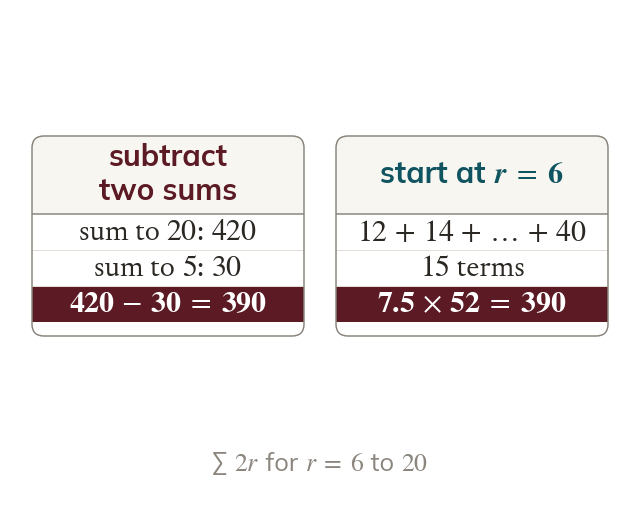 subtract
two sums
sum to 20: 420
sum to 5: 30
420 − 30 = 390
start at r = 6
12 + 14 + … + 40
15 terms
7.5 × 52 = 390
∑ 2r for r = 6 to 20